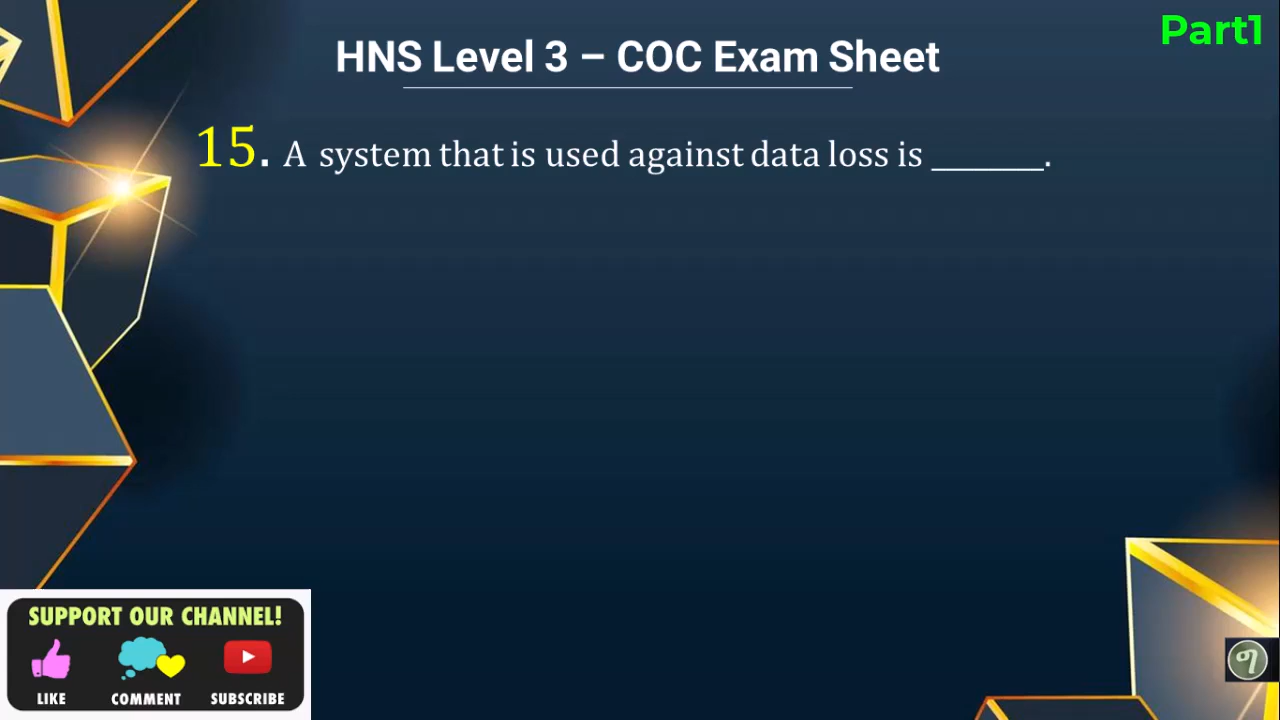 Part1
HNS Level 3 – COC Exam Sheet
15. A system that is used against data loss is ________.
SUPPORT OUR CHANNEL!
LIKE COMMENT SUBSCRIBE